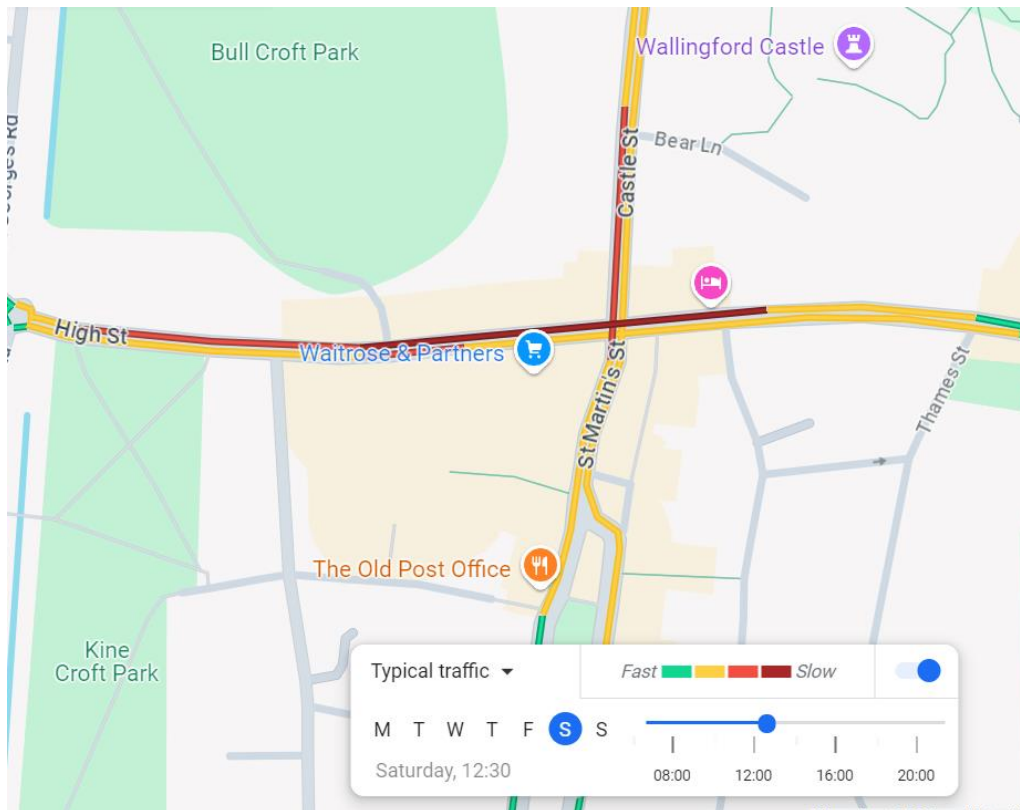 Bull Croft Park
Wallingford Castle
Bear Ln
Castle St
High St
Waitrose & Partners
St Martin's St
Thames St
The Old Post Office
Kine
Croft Park
Typical traffic
Fast
Slow
M T W T F S S
Saturday, 12:30
08:00 12:00 16:00 20:00